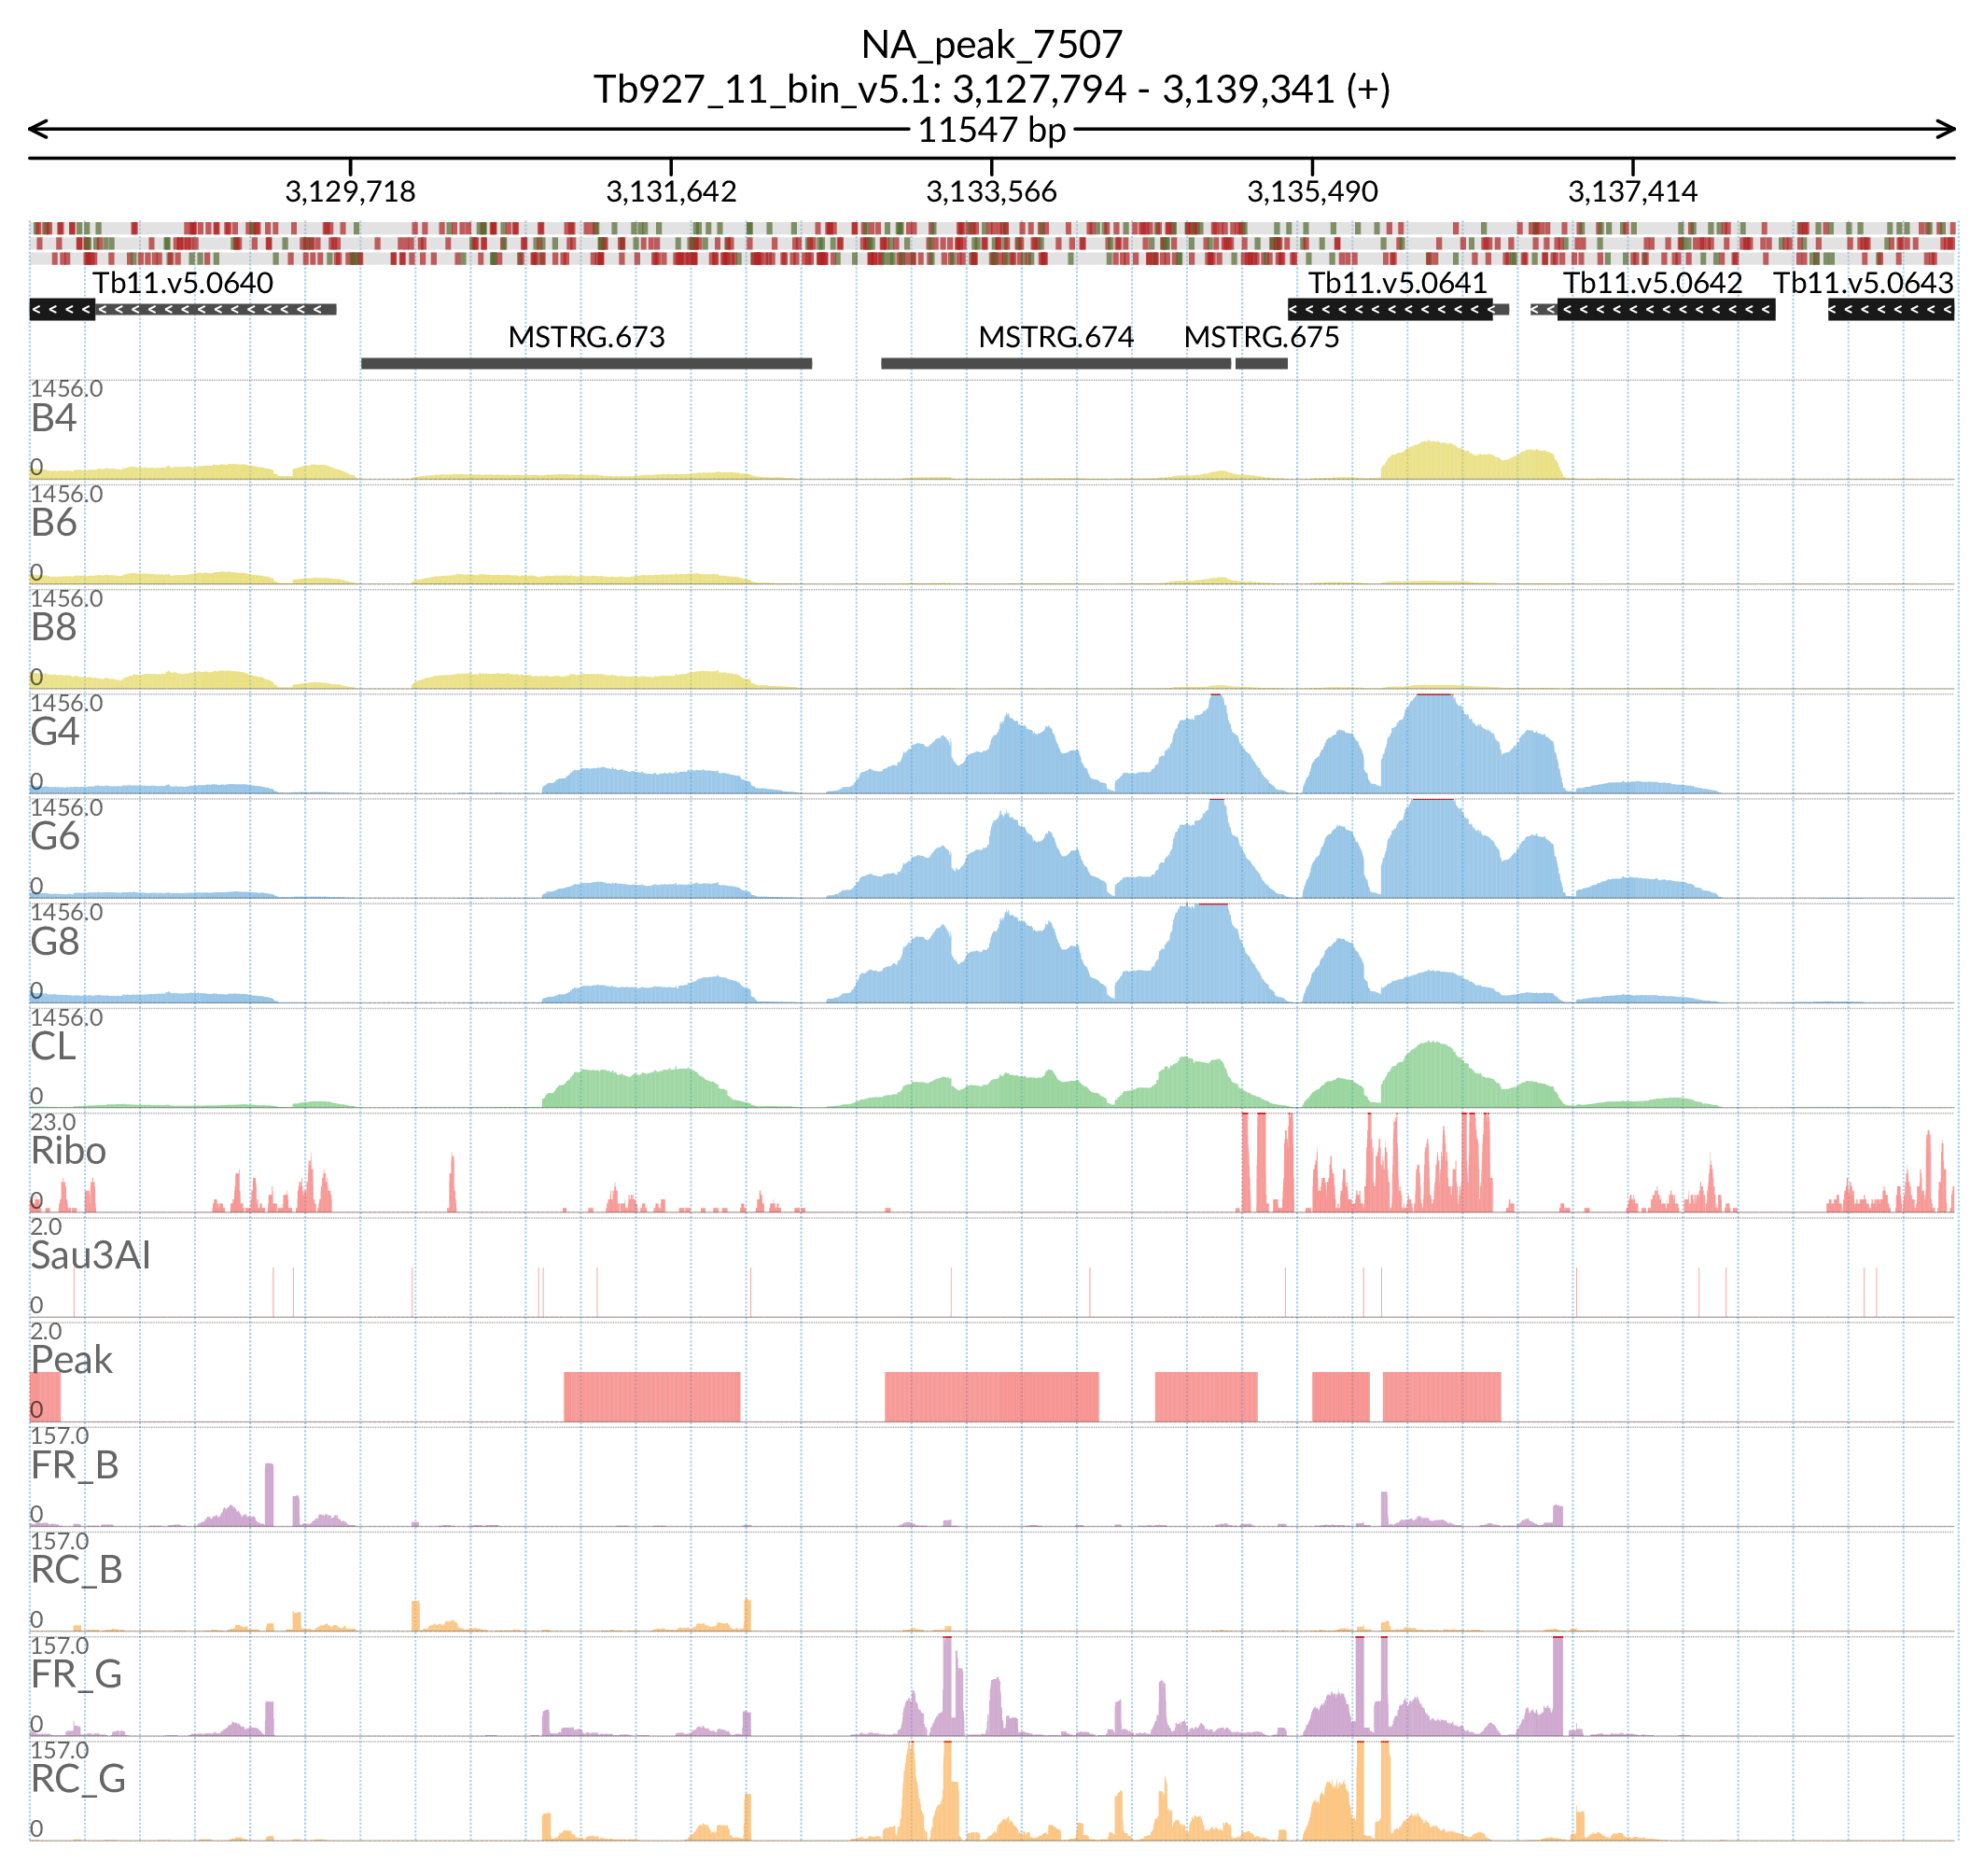 NA_peak_7507
Tb927_11_bin_v5.1: 3,127,794 - 3,139,341 (+)
11547 bp
3,129,718 3,131,642 3,133,566 3,135,490 3,137,414
Tb11.v5.0640 Tb11.v5.0641 Tb11.v5.0642 Tb11.v5.0643
MSTRG.673 MSTRG.674 MSTRG.675
1456.0
B4
0
1456.0
B6
0
1456.0
B8
0
1456.0
G4
0
1456.0
G6
0
1456.0
G8
0
1456.0
CL
0
23.0
Ribo
0
2.0
Sau3AI
0
2.0
Peak
0
157.0
FR_B
0
157.0
RC_B
0
157.0
FR_G
0
157.0
RC_G
0